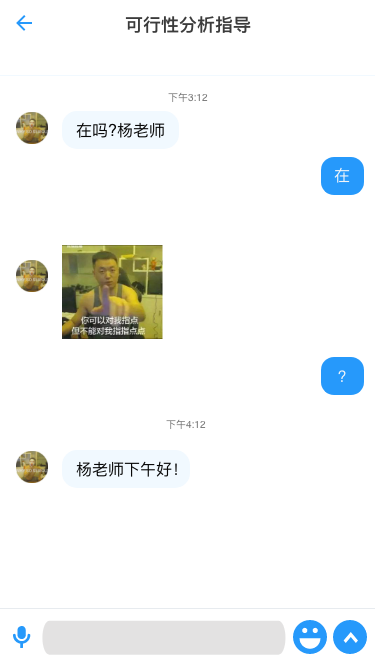 可行性分析指导
下午3:12
在吗?杨老师
在
你可以对我指点
但不能对我指指点点
?
下午4:12
杨老师下午好!